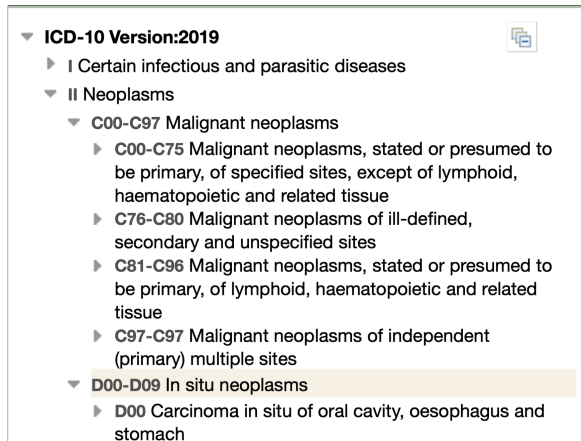 ICD-10 Version:2019
I Certain infectious and parasitic diseases
II Neoplasms
C00-C97 Malignant neoplasms
C00-C75 Malignant neoplasms, stated or presumed to
be primary, of specified sites, except of lymphoid,
haematopoietic and related tissue
C76-C80 Malignant neoplasms of ill-defined,
secondary and unspecified sites
C81-C96 Malignant neoplasms, stated or presumed to
be primary, of lymphoid, haematopoietic and related
tissue
C97-C97 Malignant neoplasms of independent
(primary) multiple sites
D00-D09 In situ neoplasms
D00 Carcinoma in situ of oral cavity, oesophagus and
stomach